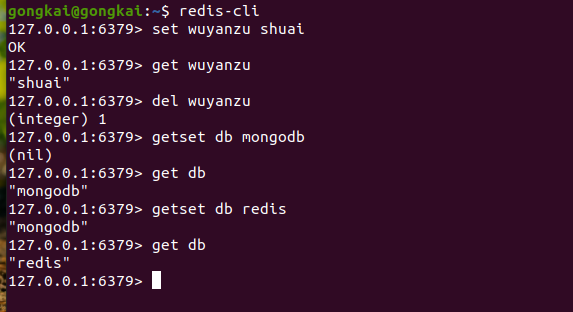 gongkai@gongkai:~$ redis-cli
127.0.0.1:6379> set wuyanzu shuai
OK
127.0.0.1:6379> get wuyanzu
"shuai"
127.0.0.1:6379> del wuyanzu
(integer) 1
127.0.0.1:6379> getset db mongodb
(nil)
127.0.0.1:6379> get db
"mongodb"
127.0.0.1:6379> getset db redis
"mongodb"
127.0.0.1:6379> get db
"redis"
127.0.0.1:6379>